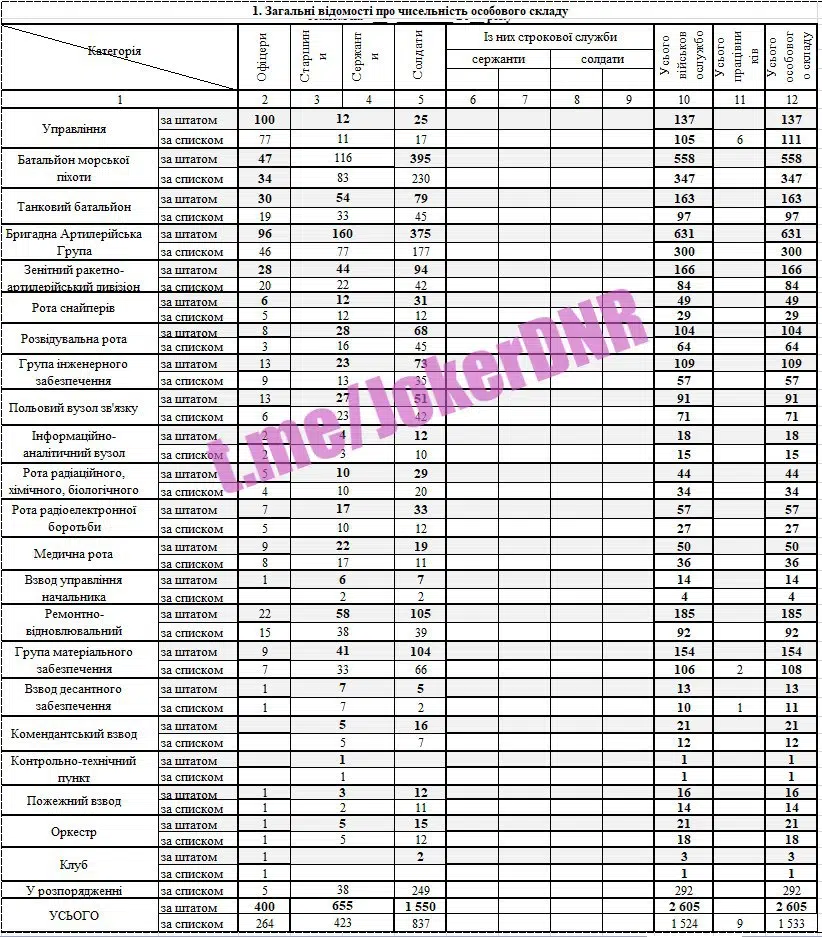 1. Загальні відомості про чисельність особового складу
Категорія Офіцери Старшини Сержанти Солдати Із них строкової служби Усього військовослужбо Усього працівників Усього особового складу
сержанти солдати
1 2 3 4 5 6 7 8 9 10 11 12
Управління за штатом 100 12 25 137 137
за списком 77 11 17 105 6 111
Батальйон морської піхоти за штатом 47 116 395 558 558
за списком 34 83 230 347 347
Танковий батальйон за штатом 30 54 79 163 163
за списком 19 33 45 97 97
Бригадна Артилерійська Група за штатом 96 160 375 631 631
за списком 46 77 177 300 300
Зенітний ракетно-артилерійський дивізіон за штатом 28 44 94 166 166
за списком 20 22 42 84 84
Рота снайперів за штатом 6 12 31 49 49
за списком 5 12 12 29 29
Розвідувальна рота за штатом 8 28 68 104 104
за списком 3 16 45 64 64
Група інженерного забезпечення за штатом 13 23 73 109 109
за списком 9 13 35 57 57
Польовий вузол зв'язку за штатом 13 27 51 91 91
за списком 6 23 42 71 71
Інформаційно-аналітичний вузол за штатом 2 4 12 18 18
за списком 2 3 10 15 15
Рота радіаційного, хімічного, біологічного за штатом 5 10 29 44 44
за списком 4 10 20 34 34
Рота радіоелектронної боротьби за штатом 7 17 33 57 57
за списком 5 10 12 27 27
Медична рота за штатом 9 22 19 50 50
за списком 8 17 11 36 36
Взвод управління начальника за штатом 1 6 7 14 14
за списком 2 2 4 4
Ремонтно-відновлювальний за штатом 22 58 105 185 185
за списком 15 38 39 92 92
Група матеріального забезпечення за штатом 9 41 104 154 154
за списком 7 33 66 106 2 108
Взвод десантного забезпечення за штатом 1 7 5 13 13
за списком 1 7 2 10 1 11
Комендантський взвод за штатом 5 16 21 21
за списком 5 7 12 12
Контрольно-технічний пункт за штатом 1 1 1
за списком 1 1 1
Пожежний взвод за штатом 1 3 12 16 16
за списком 1 2 11 14 14
Оркестр за штатом 1 5 15 21 21
за списком 1 5 12 18 18
Клуб за штатом 1 2 3 3
за списком 1 1 1
У розпорядженні за списком 5 38 249 292 292
УСЬОГО за штатом 400 655 1 550 2 605 2 605
за списком 264 423 837 1 524 9 1 533
t.me/JokerDNR